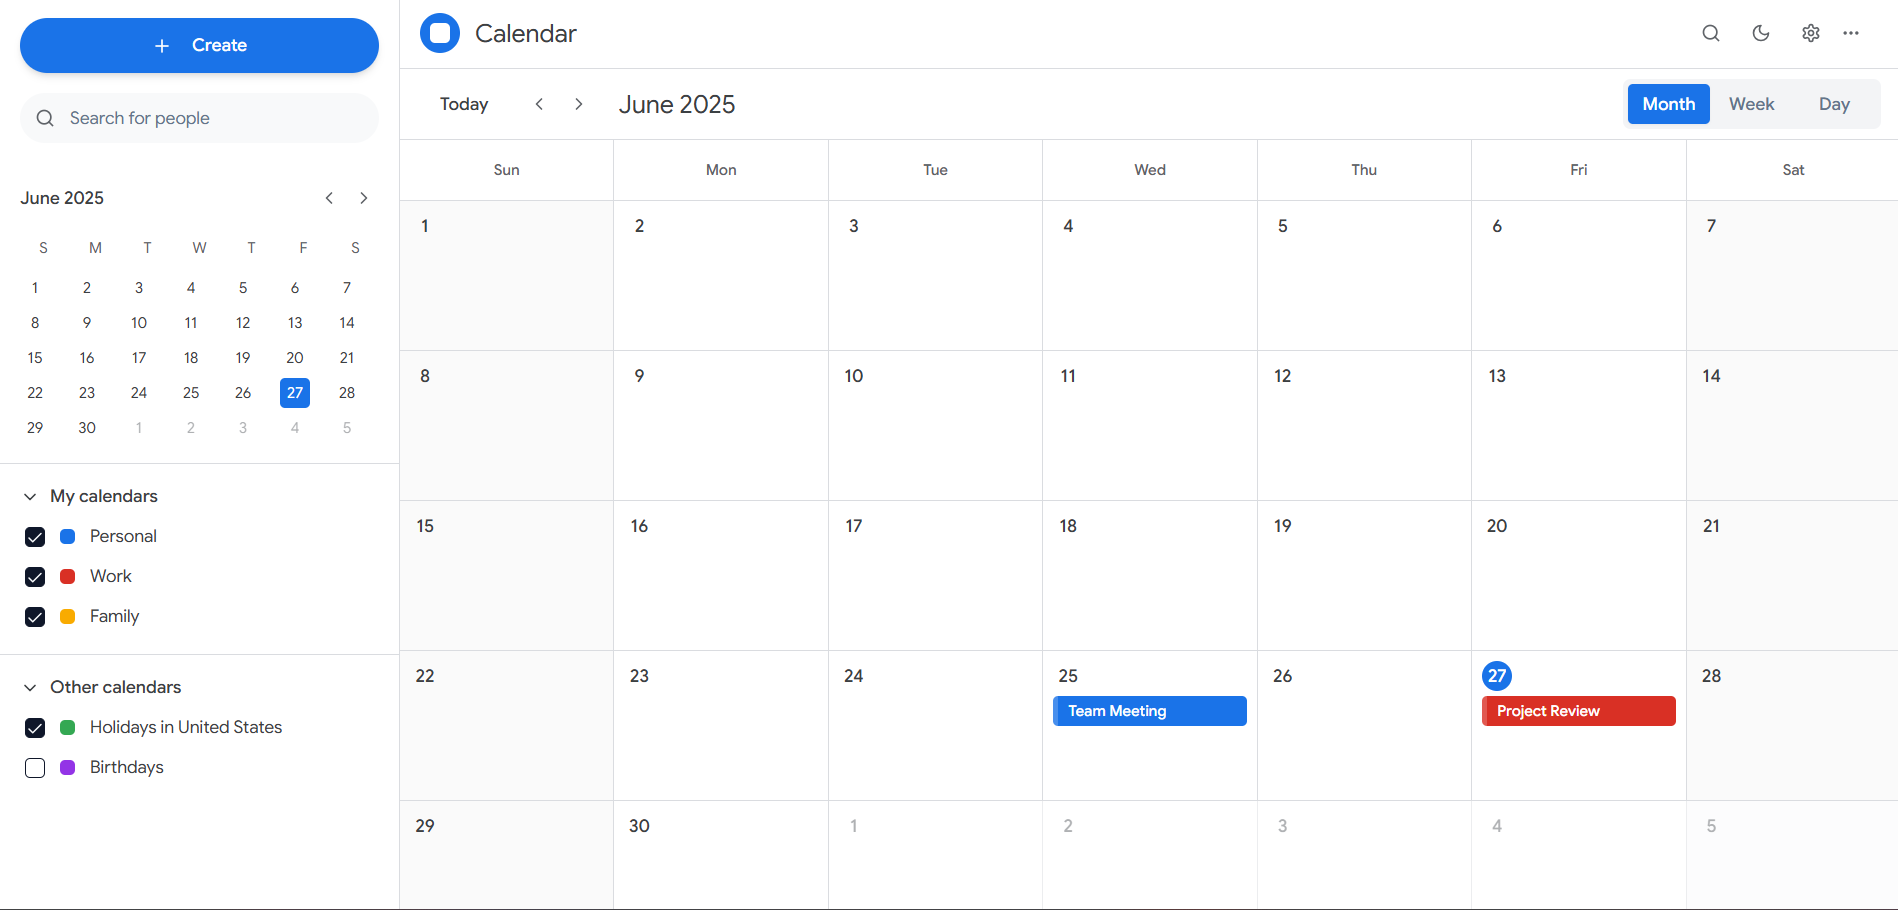 Create
Search for people
June 2025
S M T W T F S
1 2 3 4 5 6 7
8 9 10 11 12 13 14
15 16 17 18 19 20 21
22 23 24 25 26 27 28
29 30 1 2 3 4 5
My calendars
Personal
Work
Family
Other calendars
Holidays in United States
Birthdays
Calendar
Today June 2025 Month Week Day
Sun Mon Tue Wed Thu Fri Sat
1 2 3 4 5 6 7
8 9 10 11 12 13 14
15 16 17 18 19 20 21
22 23 24 25 26 27 28
Team Meeting Project Review
29 30 1 2 3 4 5